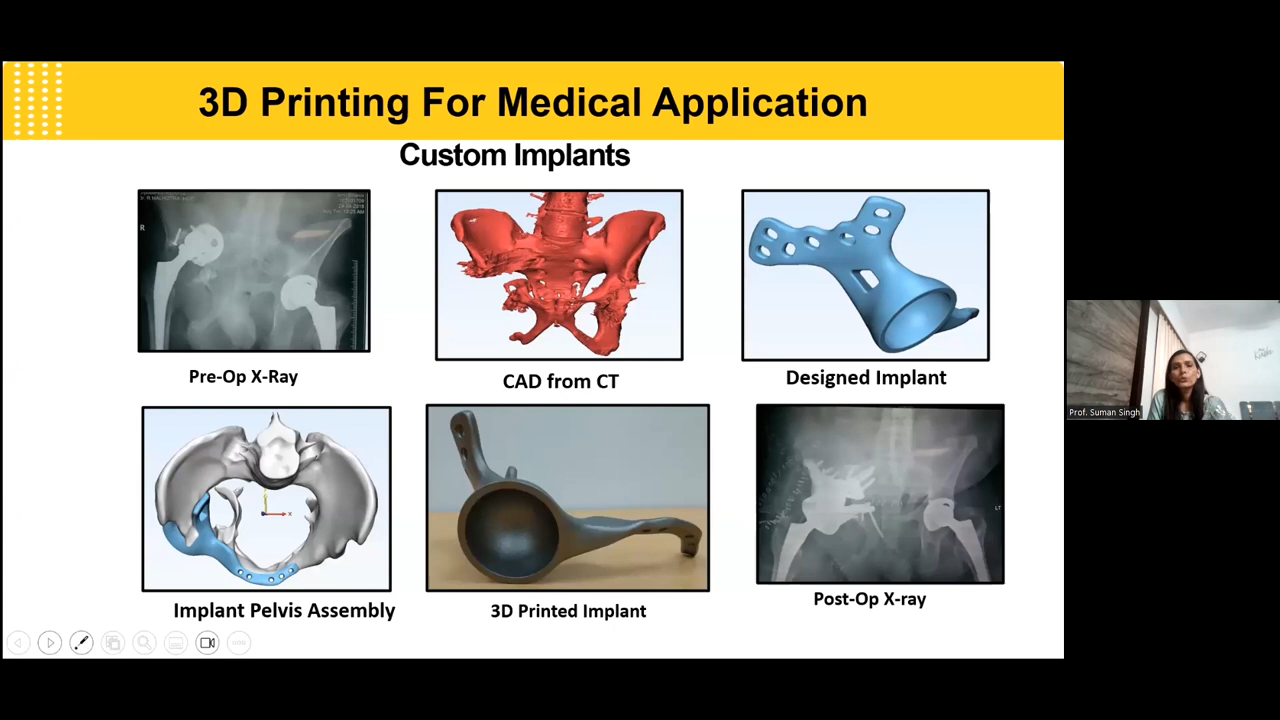 3D Printing For Medical Application
Custom Implants
R
Pre-Op X-Ray
CAD from CT
Designed Implant
x
LT
Implant Pelvis Assembly
3D Printed Implant
Post-Op X-ray
Prof. Suman Singh